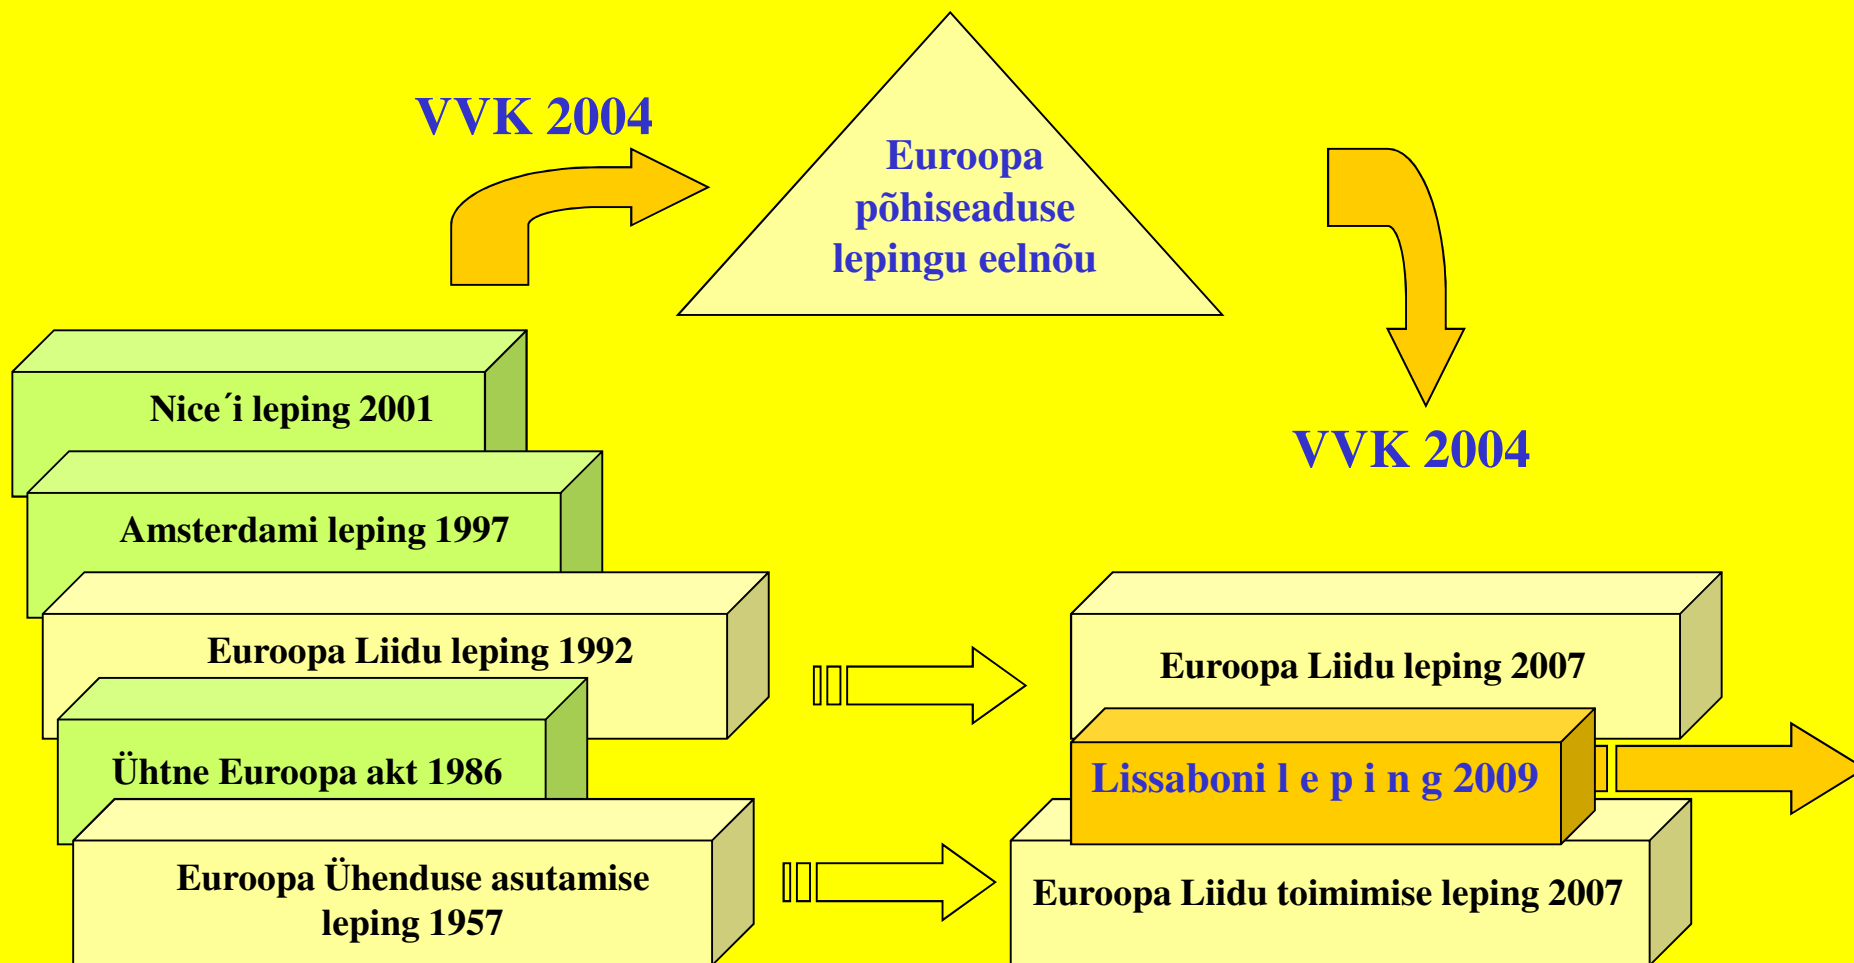 VVK 2004
Euroopa
põhiseaduse
lepingu eelnõu
Nice´i leping 2001
Amsterdami leping 1997
Euroopa Liidu leping 1992
Ühtne Euroopa akt 1986
Euroopa Ühenduse asutamise
leping 1957
VVK 2004
Euroopa Liidu leping 2007
Lissaboni l e p i n g 2009
Euroopa Liidu toimimise leping 2007